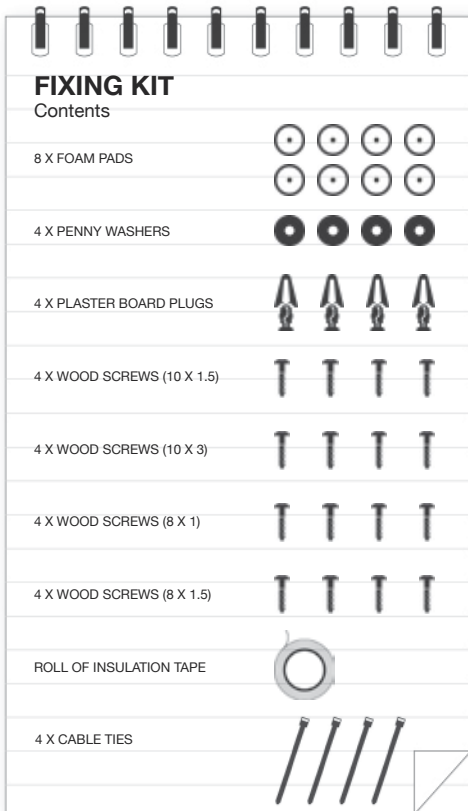 FIXING KIT
Contents
8 X FOAM PADS
4 X PENNY WASHERS
4 X PLASTER BOARD PLUGS
4 X WOOD SCREWS (10 X 1.5)
4 X WOOD SCREWS (10 X 3)
4 X WOOD SCREWS (8 X 1)
4 X WOOD SCREWS (8 X 1.5)
ROLL OF INSULATION TAPE
4 X CABLE TIES